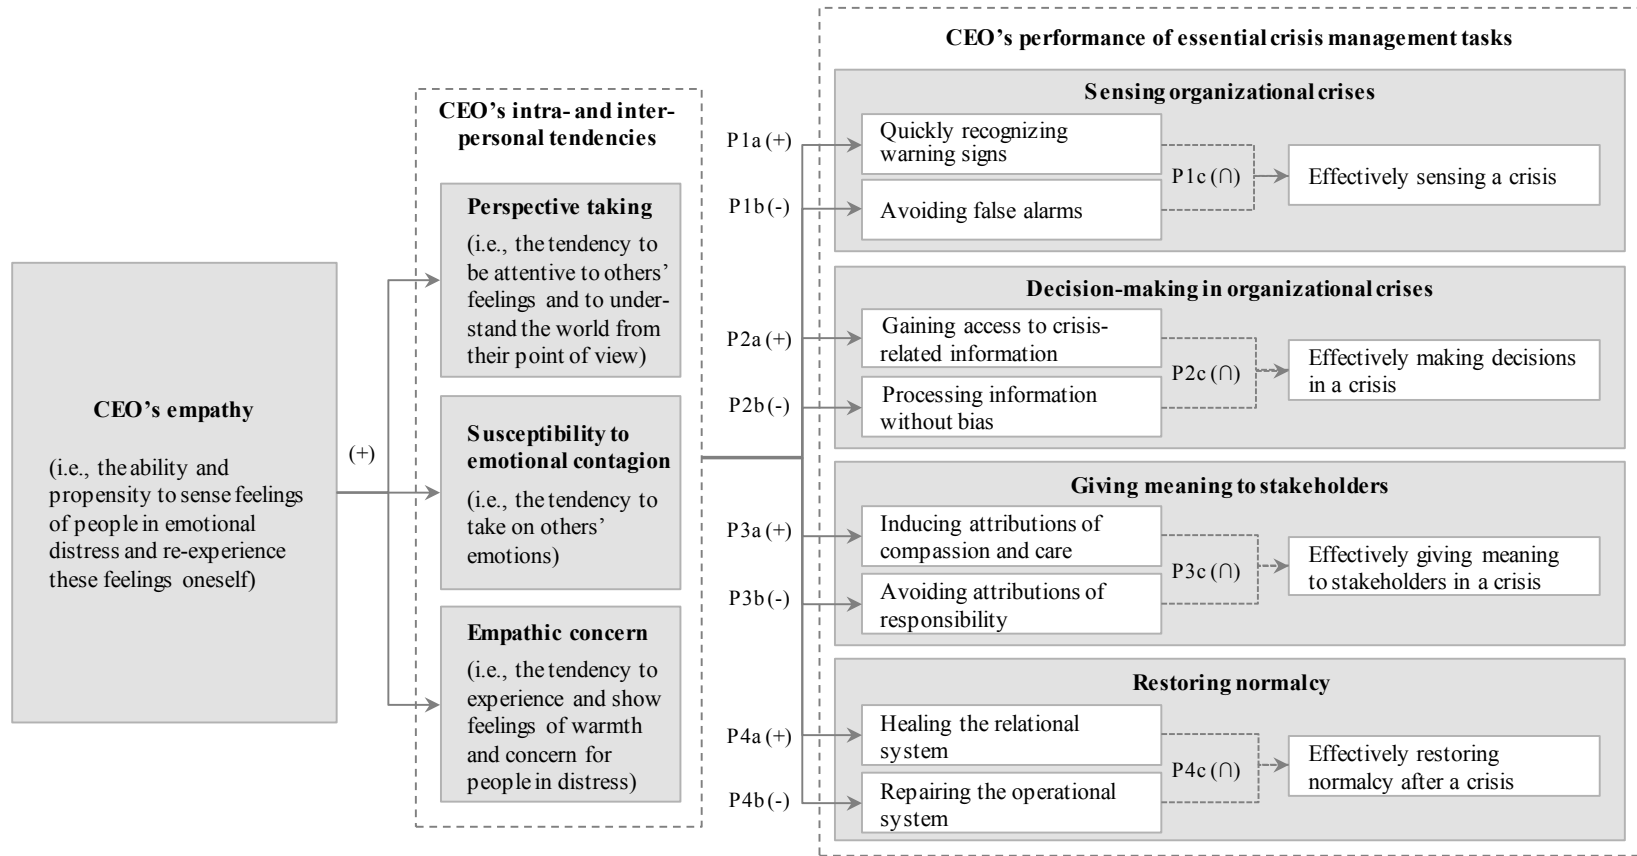 CEO's empathy
(i.e., the ability and
propensity to sense feelings
of people in emotional
distress and re-experience
these feelings oneself)
(+)
CEO's intra- and inter-
personal tendencies
Perspective taking
(i.e., the tendency to
be attentive to others'
feelings and to under-
stand the world from
their point of view)
Susceptibility to
emotional contagion
(i.e., the tendency to
take on others'
emotions)
Empathic concern
(i.e., the tendency to
experience and show
feelings of warmth
and concern for
people in distress)
CEO's performance of essential crisis management tasks
Sensing organizational crises
P1a (+)
Quickly recognizing
warning signs
P1b (-)
Avoiding false alarms
P1c (∩)
Effectively sensing a crisis
Decision-making in organizational crises
P2a (+)
Gaining access to crisis-
related information
P2b (-)
Processing information
without bias
P2c (∩)
Effectively making decisions
in a crisis
Giving meaning to stakeholders
P3a (+)
Inducing attributions of
compassion and care
P3b (-)
Avoiding attributions of
responsibility
P3c (∩)
Effectively giving meaning
to stakeholders in a crisis
Restoring normalcy
P4a (+)
Healing the relational
system
P4b (-)
Repairing the operational
system
P4c (∩)
Effectively restoring
normalcy after a crisis